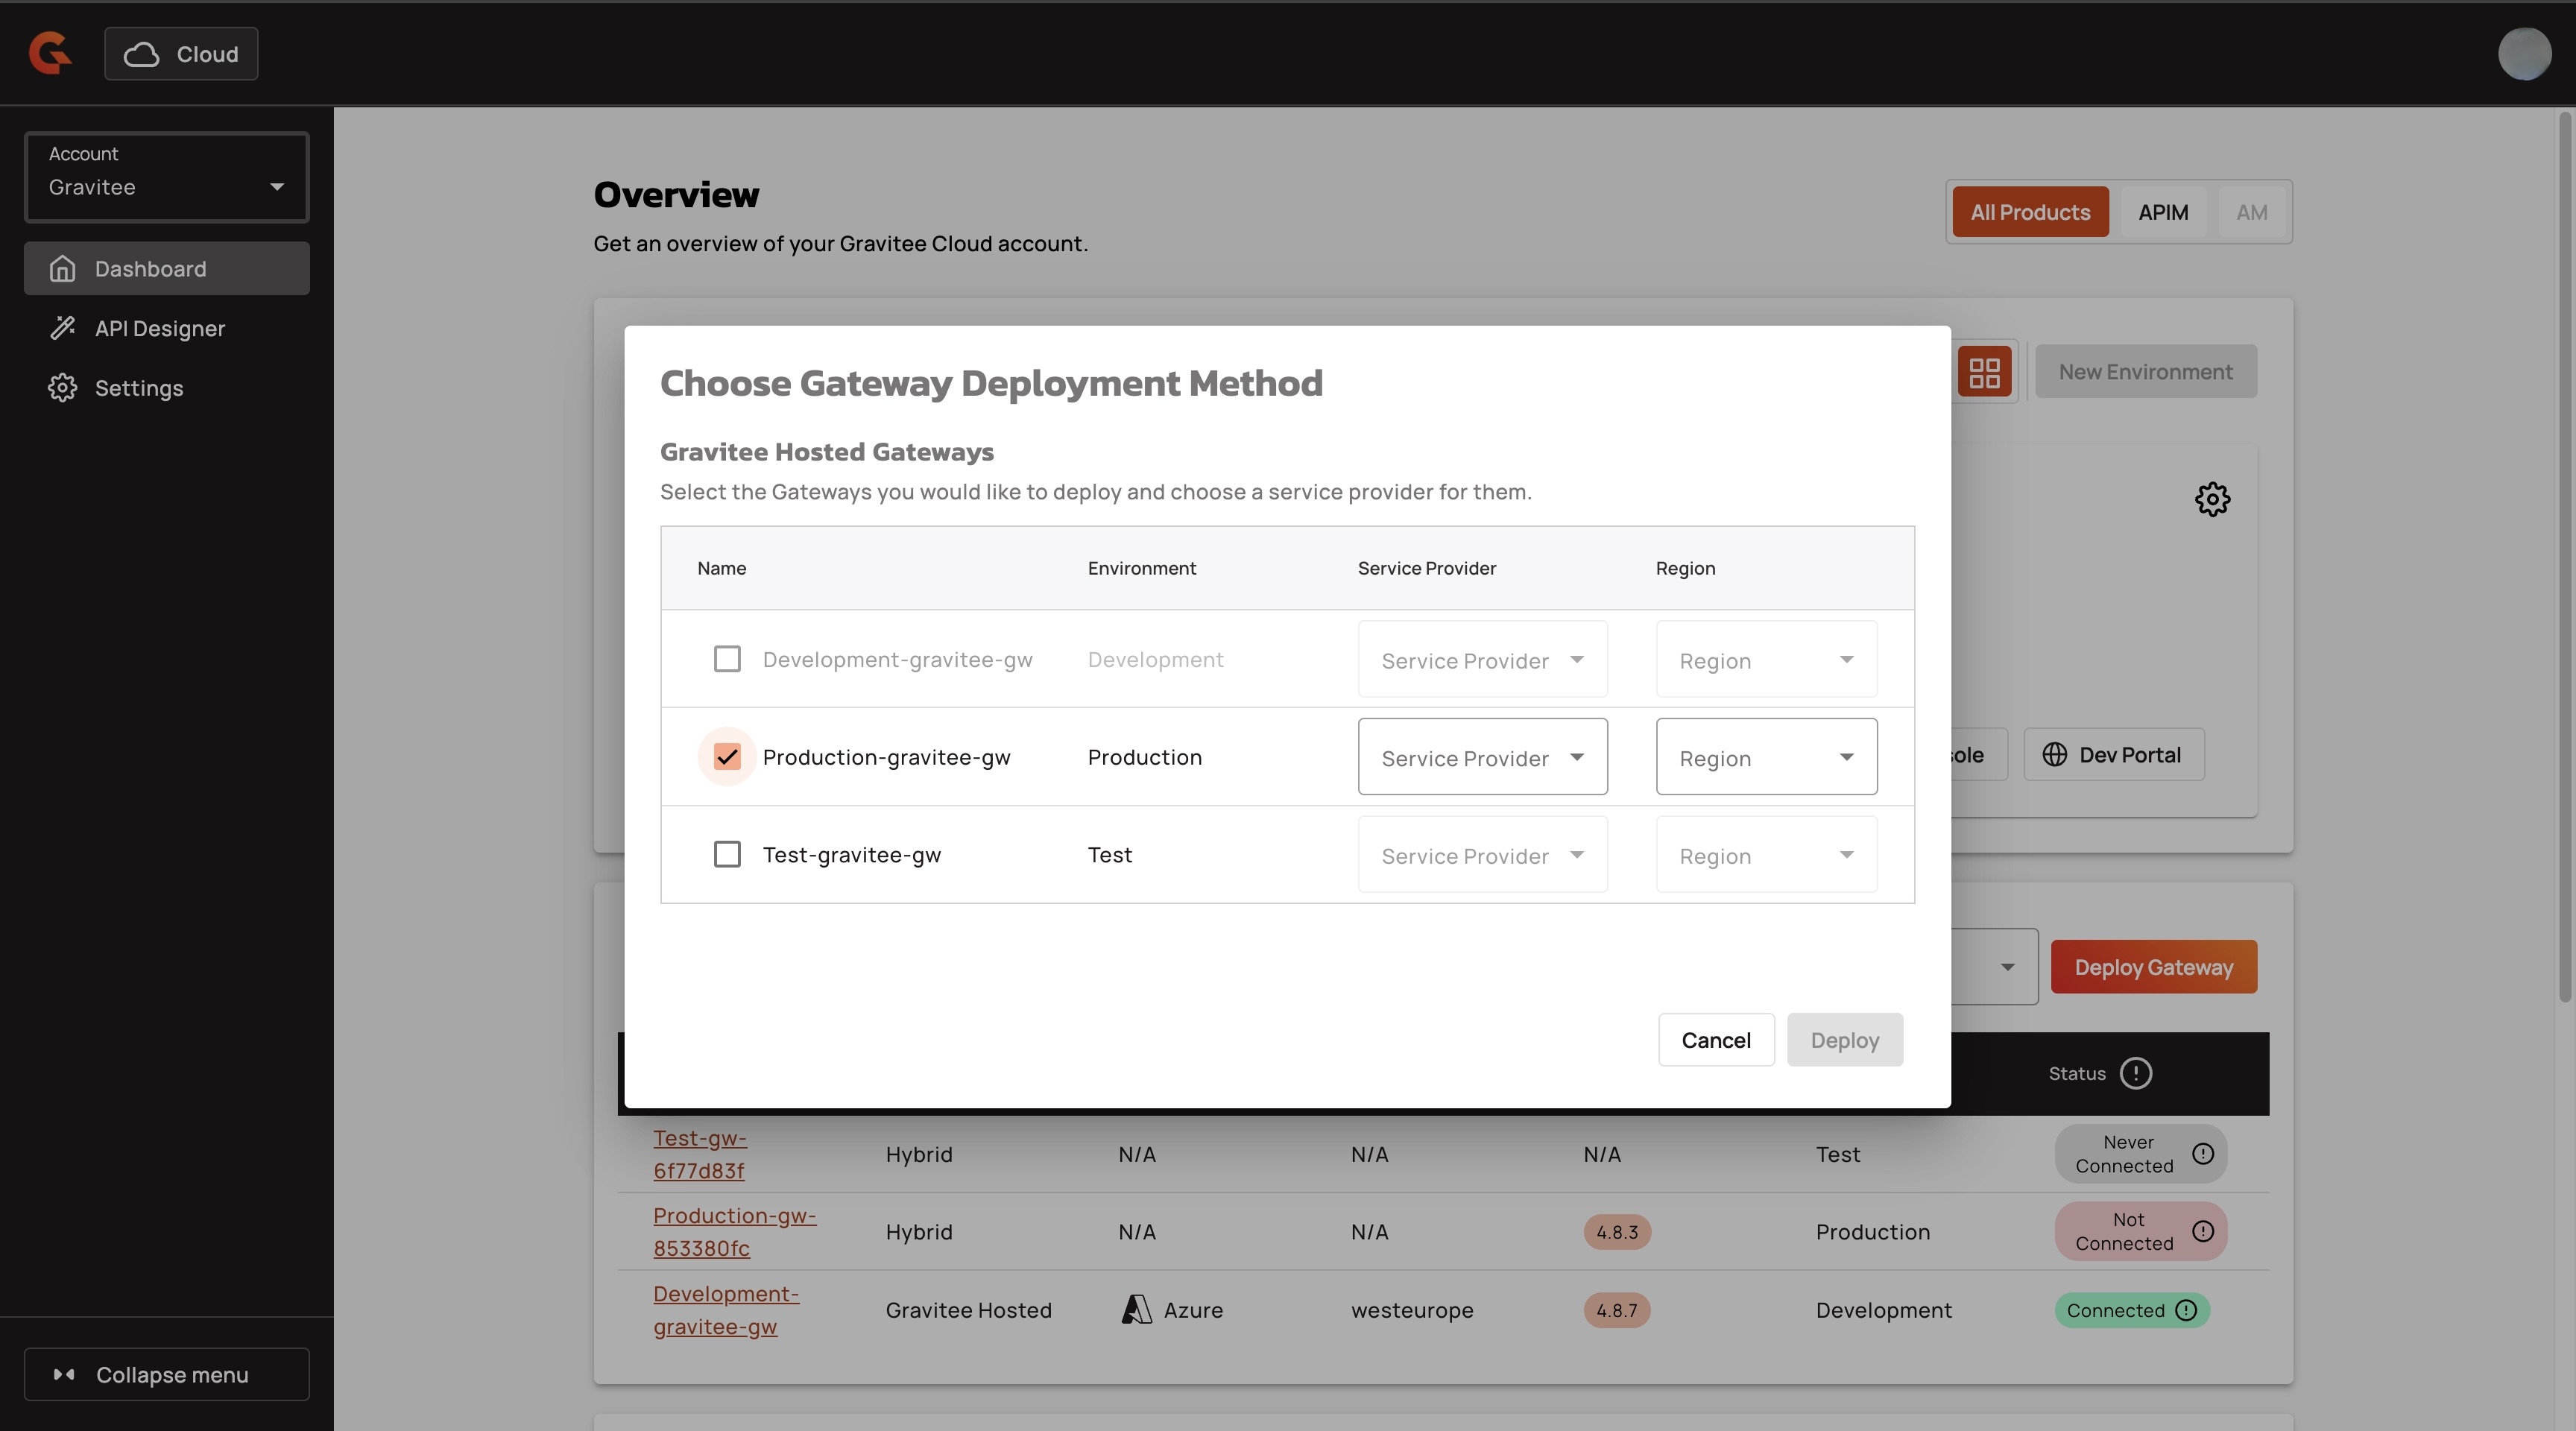 Cloud
Account
Gravitee
Dashboard
API Designer
Settings
Collapse menu
Overview
Get an overview of your Gravitee Cloud account.
All Products APIM AM
New Environment
Dev Portal
Deploy Gateway
Choose Gateway Deployment Method
Gravitee Hosted Gateways
Select the Gateways you would like to deploy and choose a service provider for them.
Name Environment Service Provider Region
Development-gravitee-gw Development Service Provider Region
Production-gravitee-gw Production Service Provider Region
Test-gravitee-gw Test Service Provider Region
Cancel Deploy
Status
Test-gw-
6f77d83f
Hybrid N/A N/A N/A Test
Never
Connected
Production-gw-
853380fc
Hybrid N/A N/A 4.8.3 Production
Not
Connected
Development-
gravitee-gw
Gravitee Hosted Azure westeurope 4.8.7 Development Connected